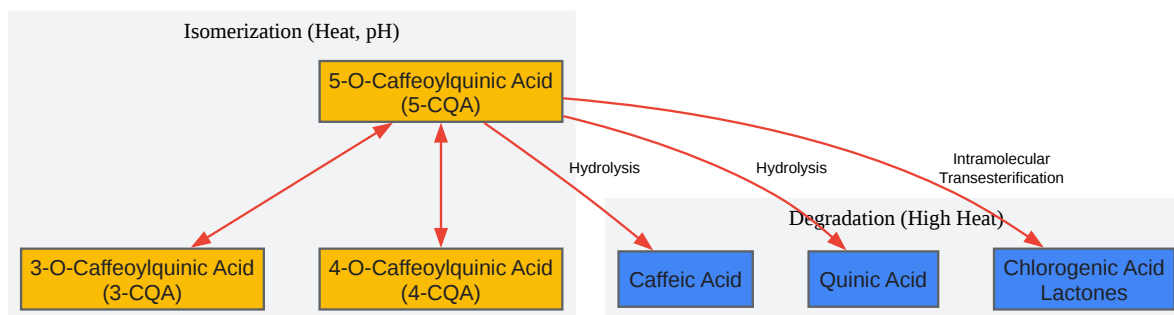 Isomerization (Heat, pH)
5-O-Caffeoylquinic Acid
(5-CQA)
Hydrolysis
Hydrolysis
Intramolecular
Transesterification
Degradation (High Heat)
3-O-Caffeoylquinic Acid
(3-CQA)
4-O-Caffeoylquinic Acid
(4-CQA)
Caffeic Acid
Quinic Acid
Chlorogenic Acid
Lactones